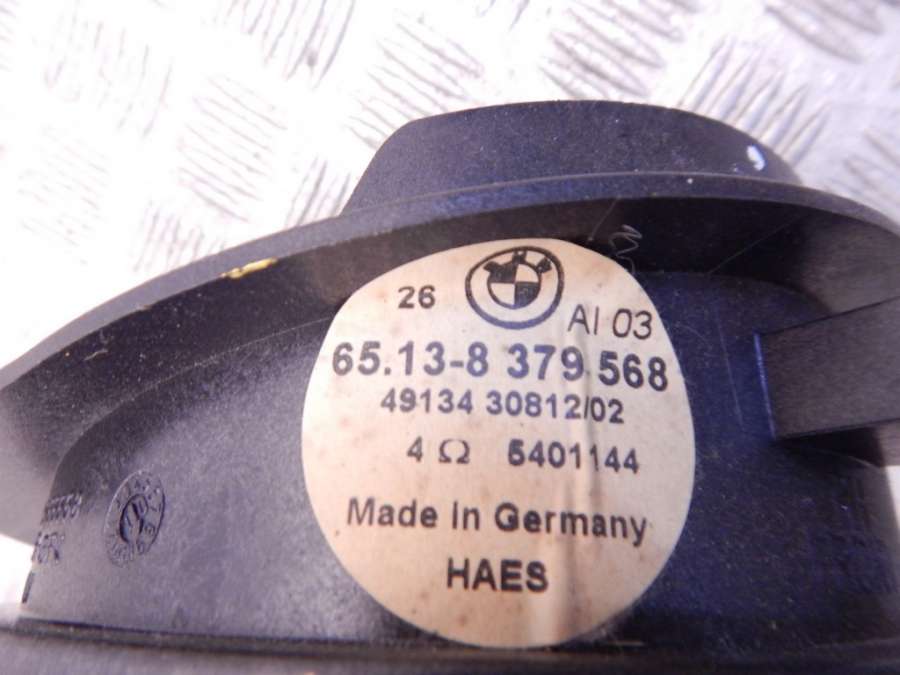 26
AI 03
65.13-8 379 568
49134 30812/02
4 Ω 5401144
Made in Germany
HAES